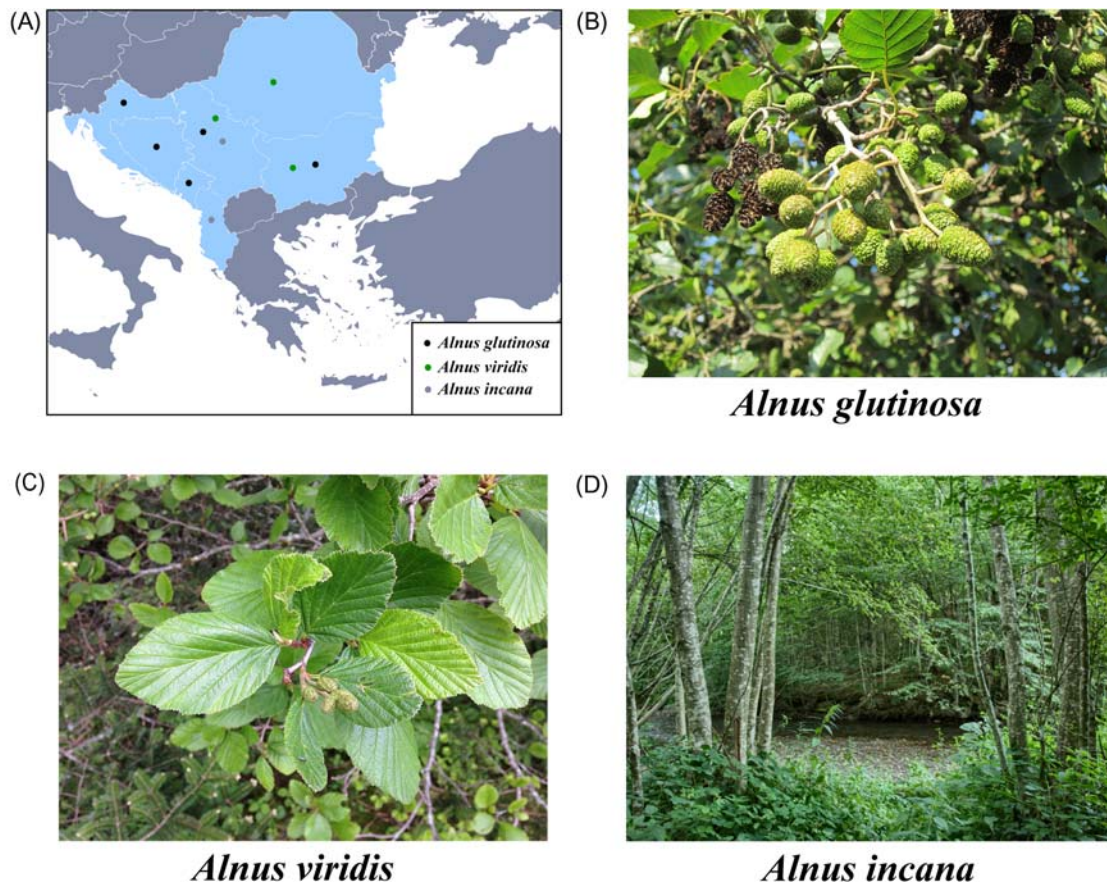 (A)
Alnus glutinosa
Alnus viridis
Alnus incana
(B)
Alnus glutinosa
(C)
Alnus viridis
(D)
Alnus incana